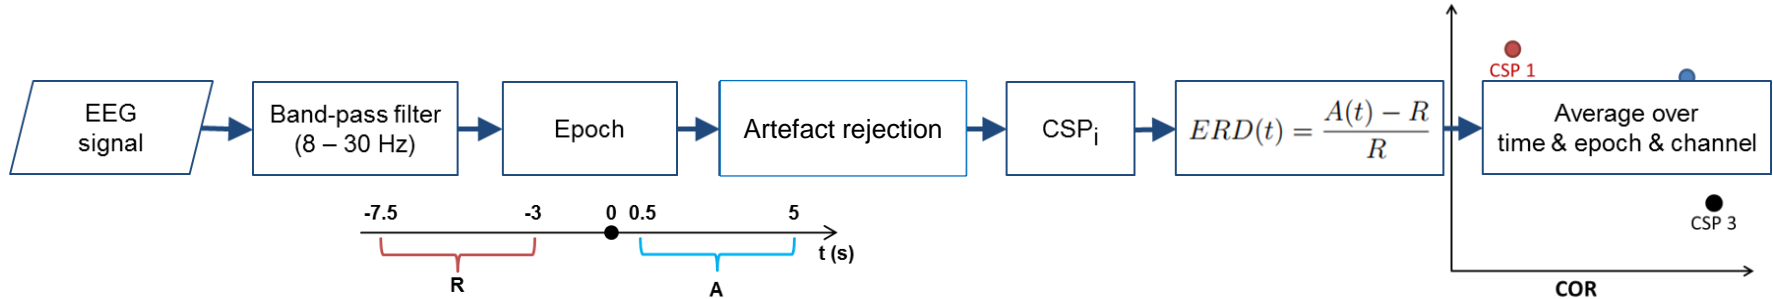 EEG
signal
Band-pass filter
(8 – 30 Hz)
Epoch
Artefact rejection
CSPi
ERD(t) = A(t) − R / R
CSP 1
Average over
time & epoch & channel
CSP 3
COR
-7.5 -3 0 0.5 5
t (s)
R A